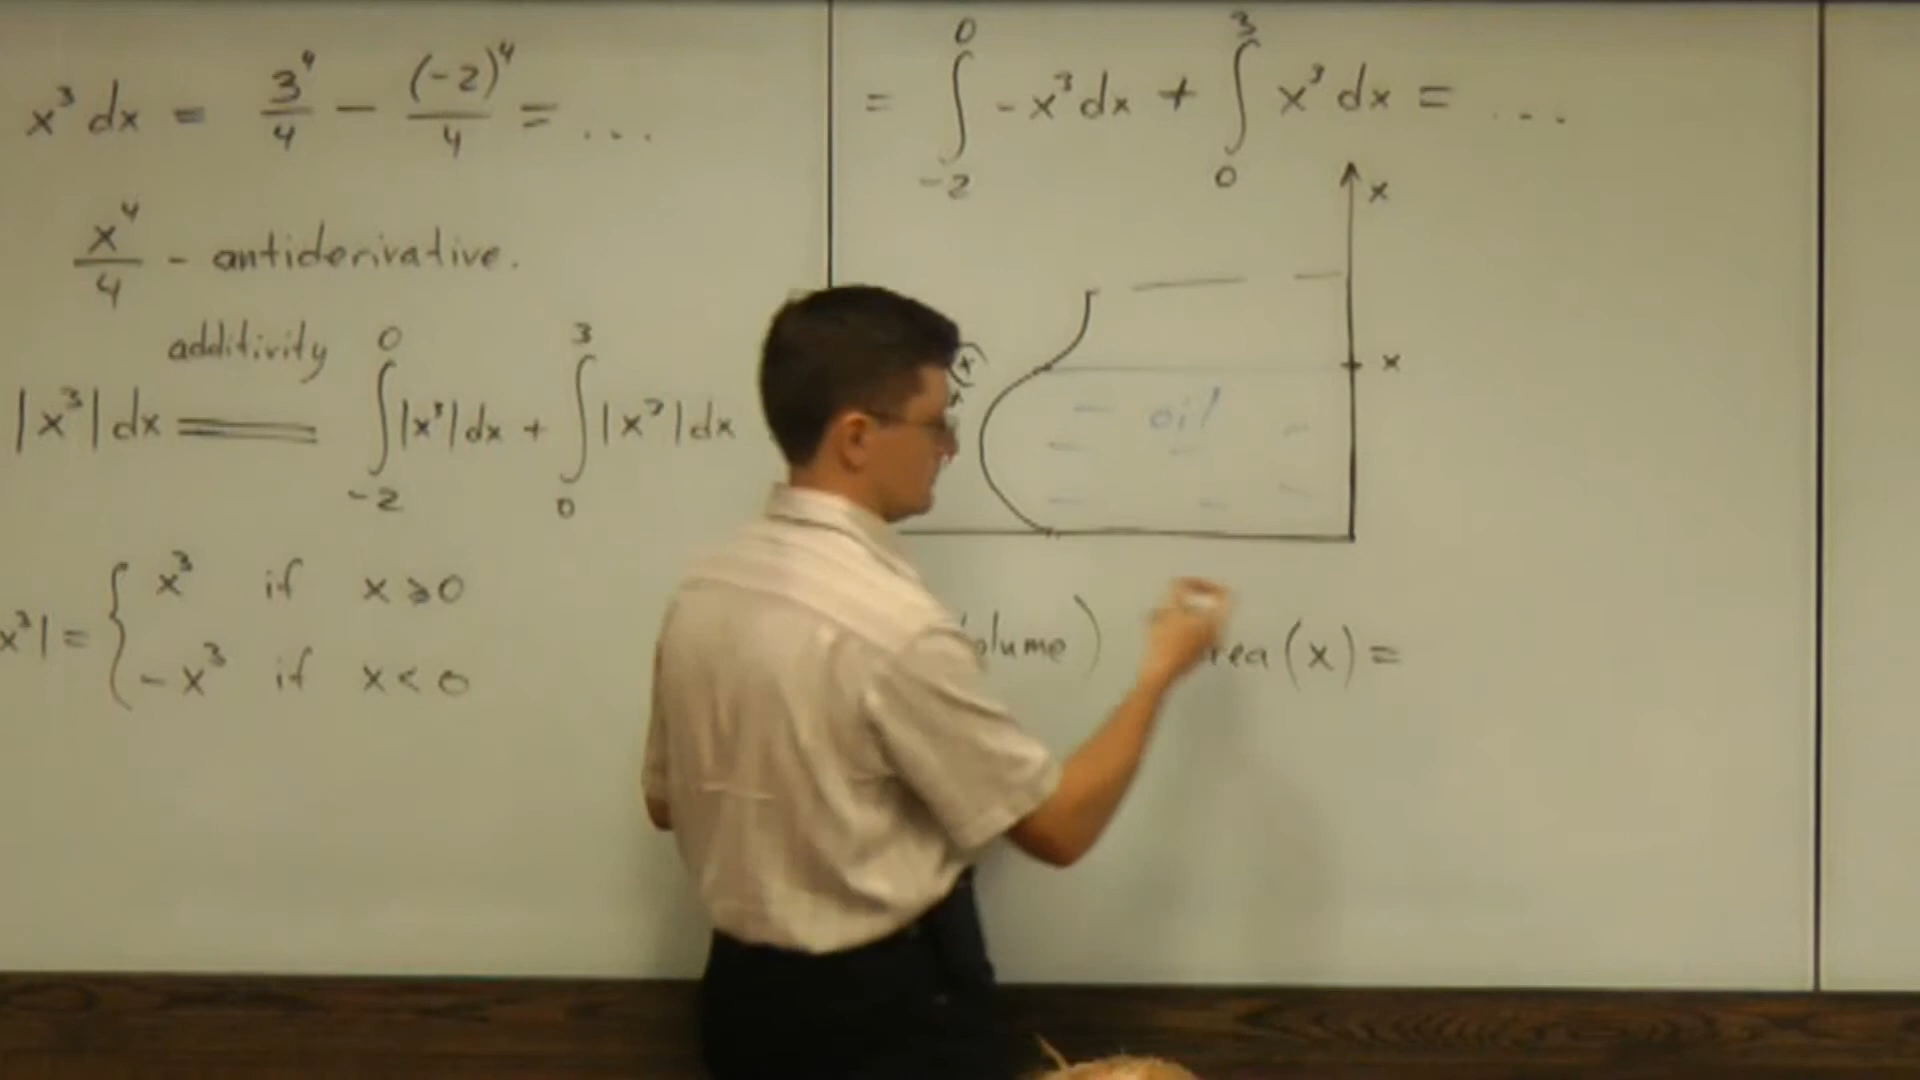 x³ dx = 3⁴/4 − (−2)⁴/4 = ...
x⁴/4 - antiderivative.
additivity
|x³| dx = ∫₋₂⁰ |x³| dx + ∫₀³ |x³| dx
x³| = { x³ if x ⩾ 0
−x³ if x < 0
= ∫₋₂⁰ −x³ dx + ∫₀³ x³ dx = ...
x
x
oil
olume) rea (x) =